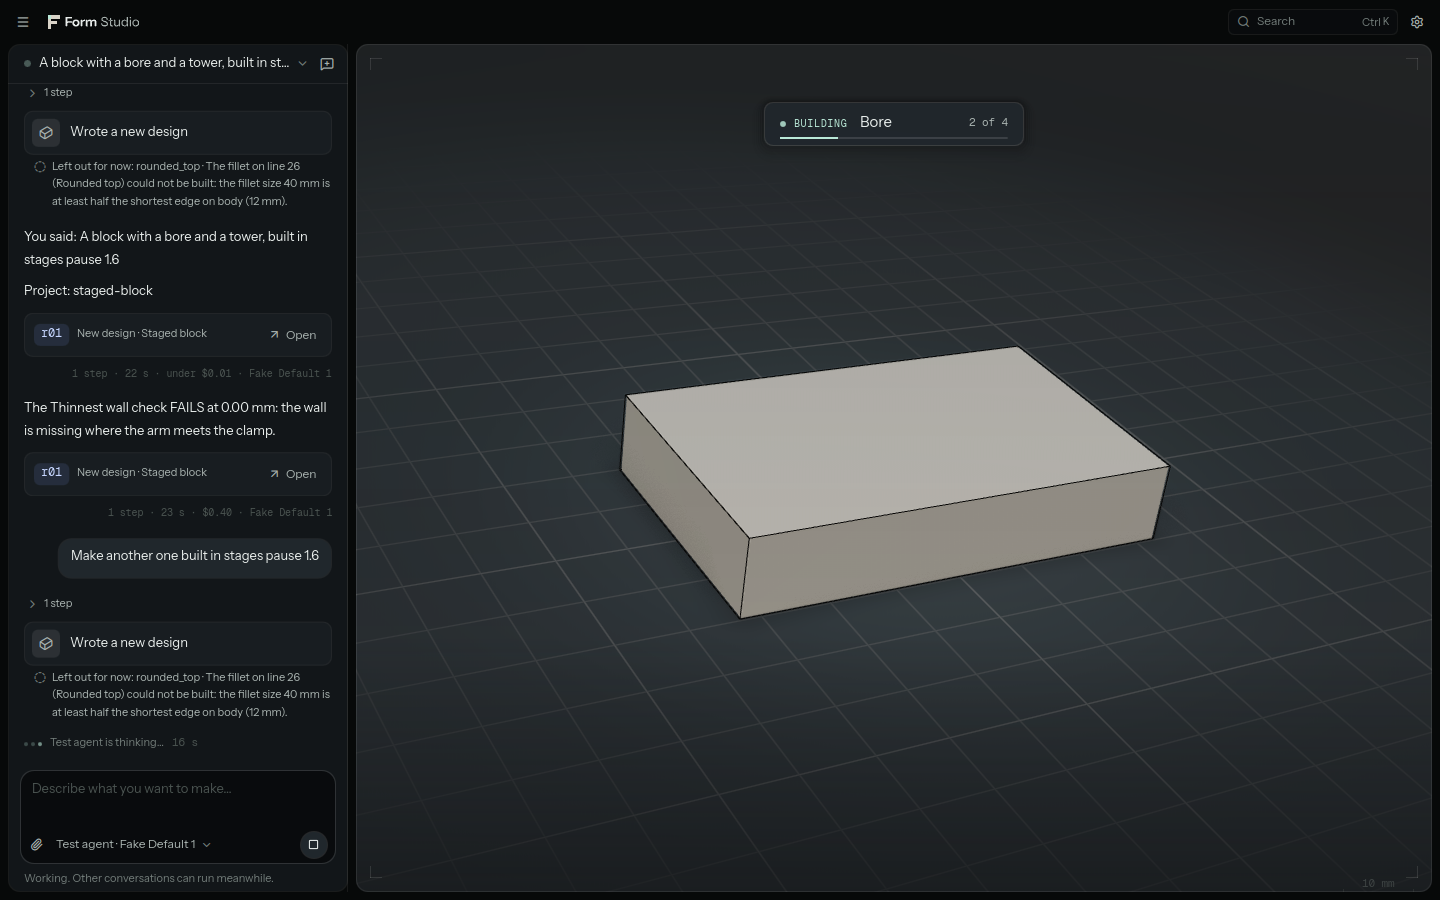 Form Studio
Search Ctrl K
A block with a bore and a tower, built in st...
1 step
Wrote a new design
Left out for now: rounded_top · The fillet on line 26
(Rounded top) could not be built: the fillet size 40 mm is
at least half the shortest edge on body (12 mm).
You said: A block with a bore and a tower, built in
stages pause 1.6
Project: staged-block
r01 New design · Staged block Open
1 step · 22 s · under $0.01 · Fake Default 1
The Thinnest wall check FAILS at 0.00 mm: the wall
is missing where the arm meets the clamp.
r01 New design · Staged block Open
1 step · 23 s · $0.40 · Fake Default 1
Make another one built in stages pause 1.6
1 step
Wrote a new design
Left out for now: rounded_top · The fillet on line 26
(Rounded top) could not be built: the fillet size 40 mm is
at least half the shortest edge on body (12 mm).
Test agent is thinking... 16 s
Describe what you want to make...
Test agent · Fake Default 1
Working. Other conversations can run meanwhile.
BUILDING Bore 2 of 4
10 mm